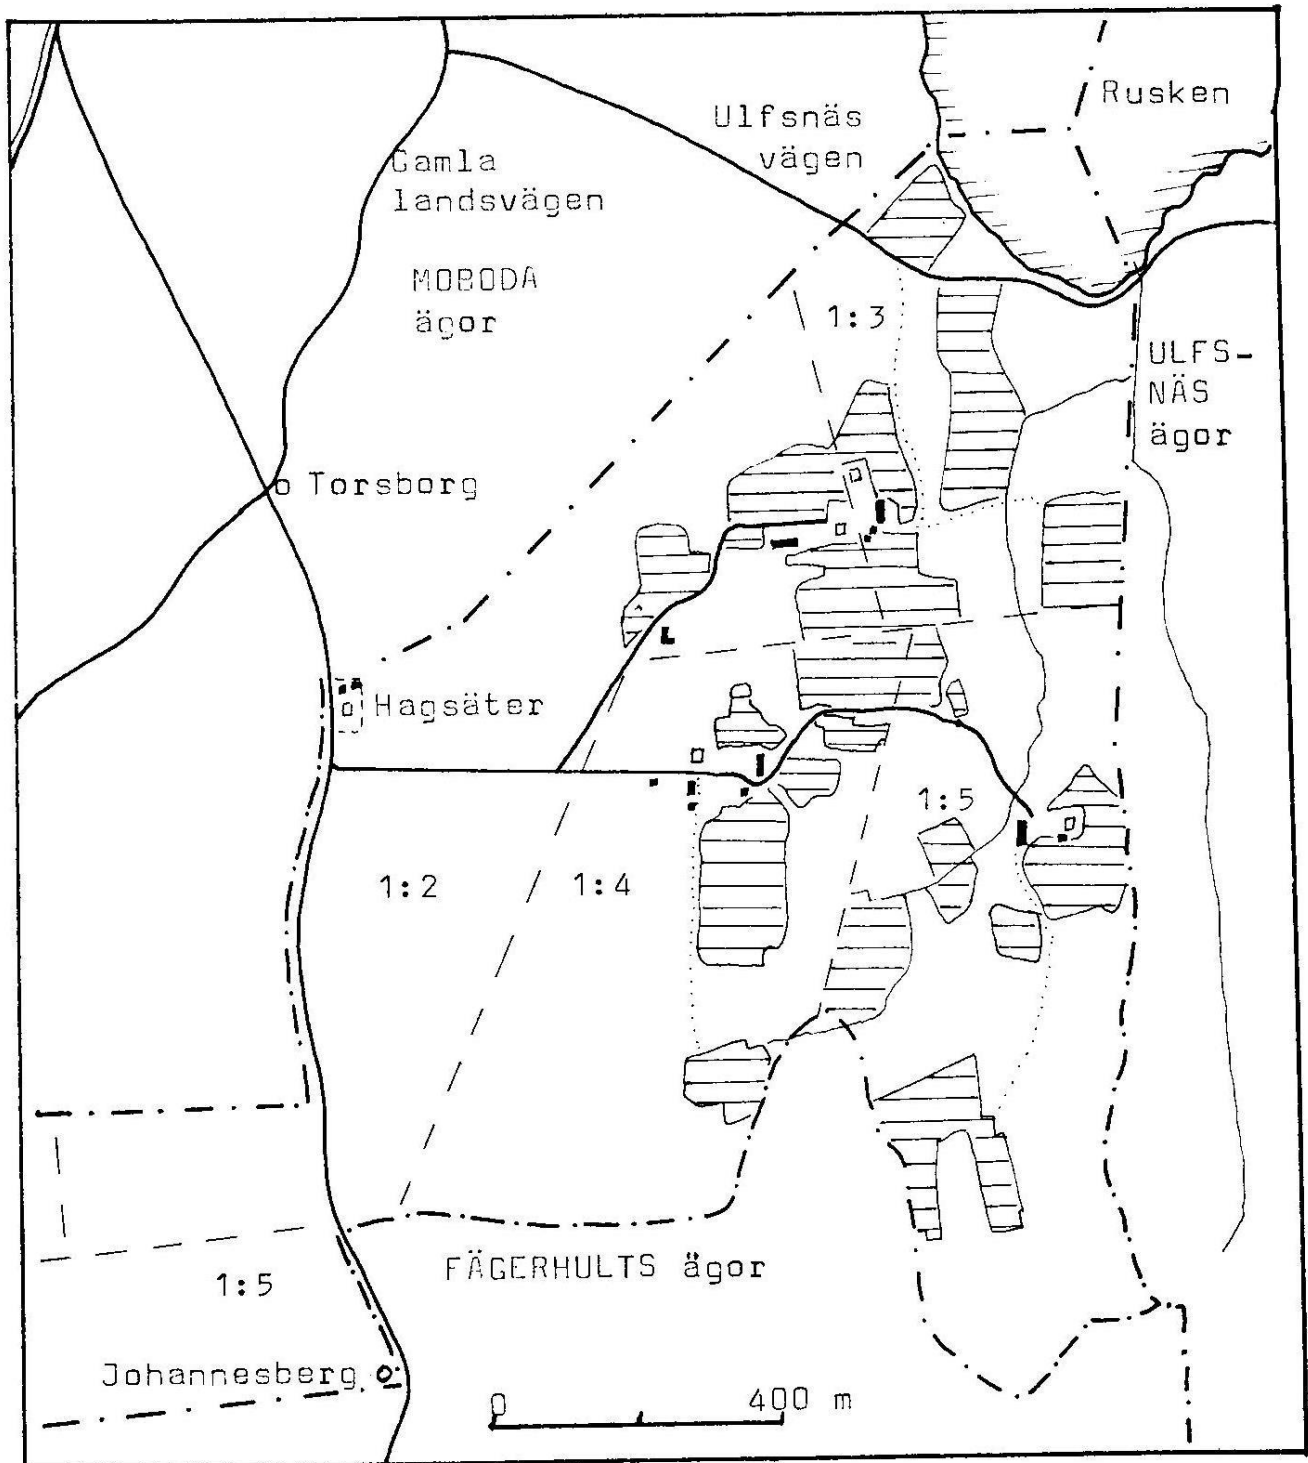 Rusken
Ulfsnäs
vägen
Gamla
landsvägen
MOBODA
ägor
1:3
ULFS-
NÄS
ägor
Torsborg
Hagsäter
1:5
1:2
1:4
FÄGERHULTS ägor
1:5
Johannesberg
0 400 m